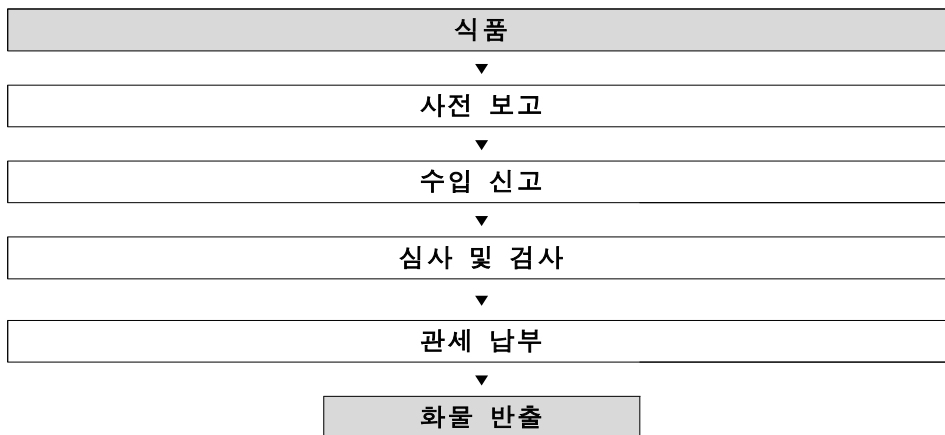 식품
사전 보고
수입 신고
심사 및 검사
관세 납부
화물 반출